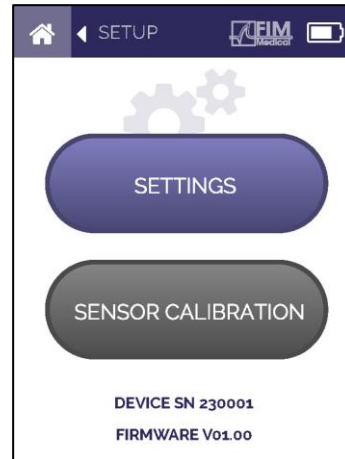 SETUP
FIM
Medical
SETTINGS
SENSOR CALIBRATION
DEVICE SN 230001
FIRMWARE V01.00